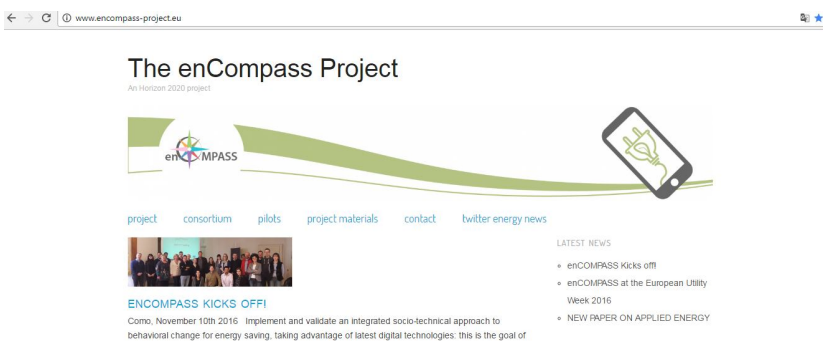 www.encompass-project.eu
The enCompass Project
An Horizon 2020 project
enCOMPASS
project consortium pilots project materials contact twitter energy news
ENCOMPASS KICKS OFF!
Como, November 10th 2016 Implement and validate an integrated socio-technical approach to
behavioral change for energy saving, taking advantage of latest digital technologies: this is the goal of
LATEST NEWS
enCOMPASS Kicks off!!
enCOMPASS at the European Utility
Week 2016
NEW PAPER ON APPLIED ENERGY